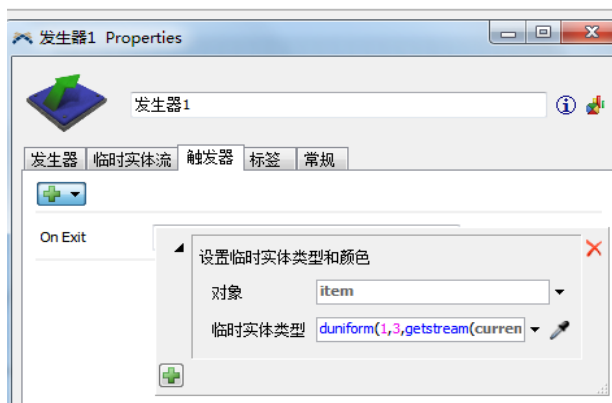 发生器1 Properties
发生器1
发生器 临时实体流 触发器 标签 常规
On Exit
设置临时实体类型和颜色
对象 item
临时实体类型 duniform(1,3,getstream(curren